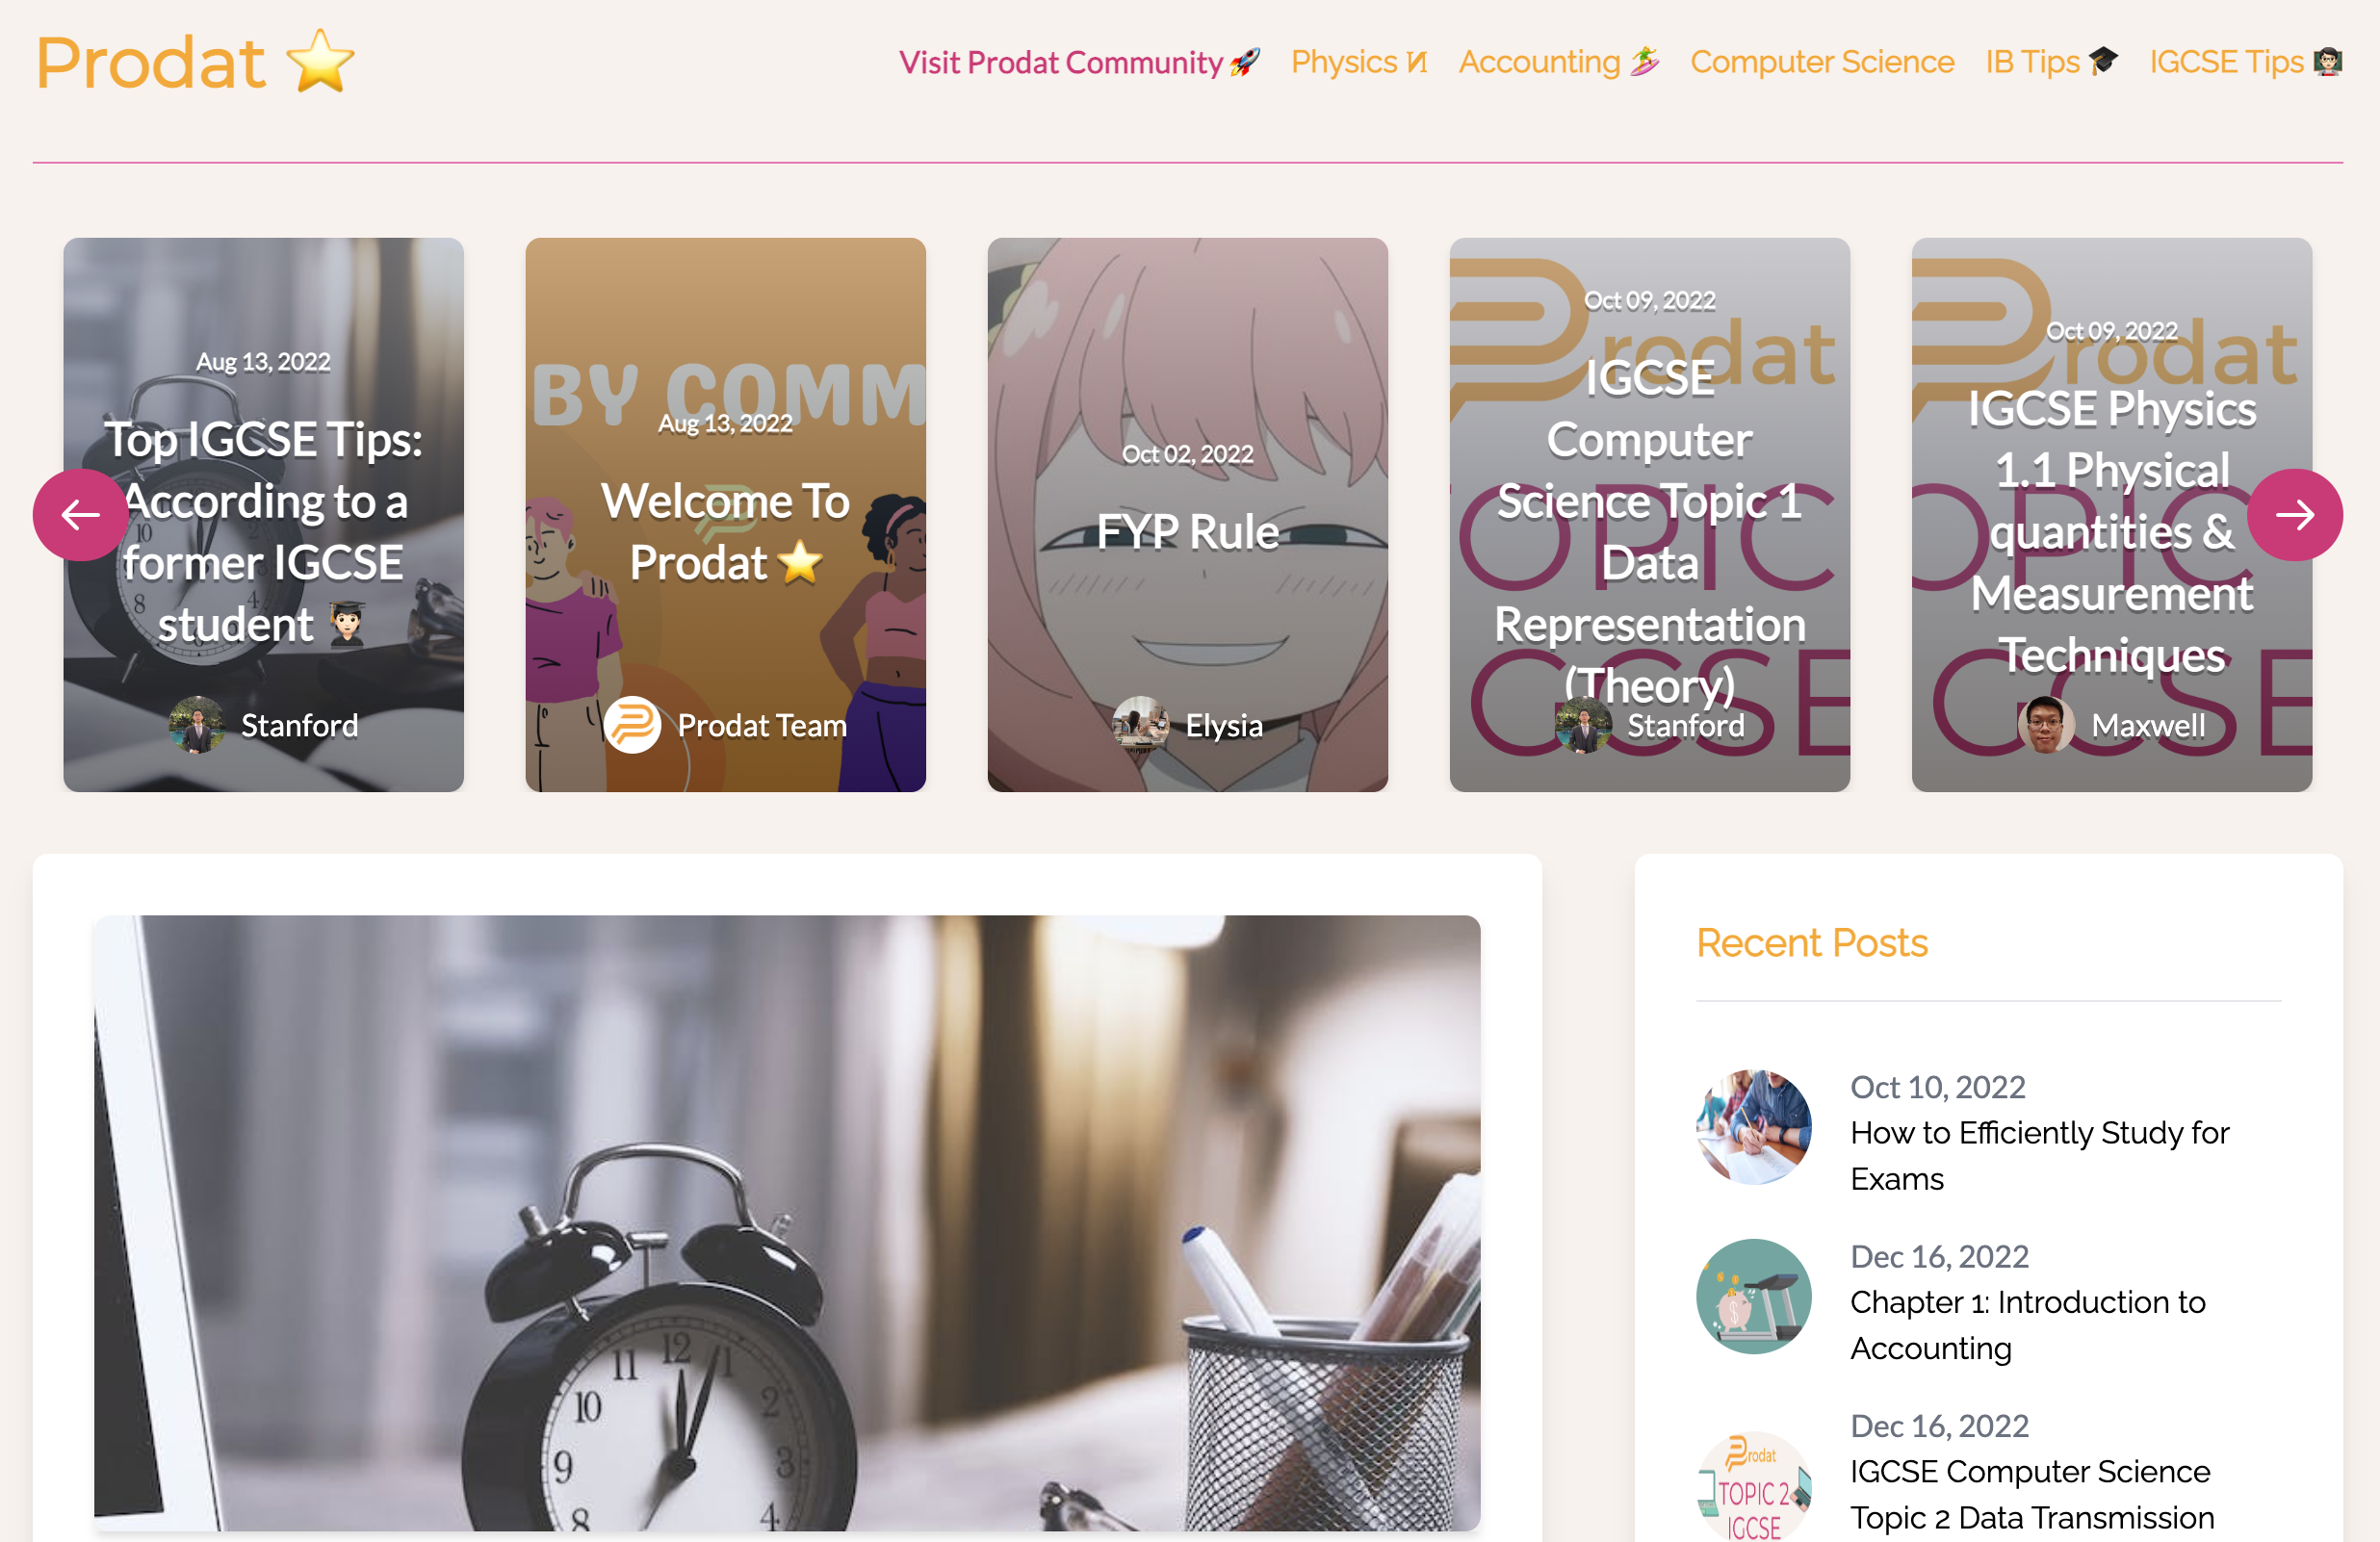 Prodat ⭐
Visit Prodat Community 🚀 Physics Accounting 🏄 Computer Science IB Tips 🎓 IGCSE Tips 👨🏻‍🏫
Aug 13, 2022
Top IGCSE Tips:
According to a
former IGCSE
student 👨🏻‍🎓
Stanford
BY COMM
Aug 13, 2022
Welcome To
Prodat ⭐
Prodat Team
Oct 02, 2022
FYP Rule
Elysia
Prodat
Oct 09, 2022
IGCSE
Computer
Science Topic 1
Data
Representation
(Theory)
TOPIC
GCSE
Stanford
Prodat
Oct 09, 2022
IGCSE Physics
1.1 Physical
quantities &
Measurement
Techniques
OPIC
GCSE
Maxwell
12
11
1
10
2
9
3
8
4
Recent Posts
Oct 10, 2022
How to Efficiently Study for
Exams
Dec 16, 2022
Chapter 1: Introduction to
Accounting
Prodat
TOPIC 2
IGCSE
Dec 16, 2022
IGCSE Computer Science
Topic 2 Data Transmission